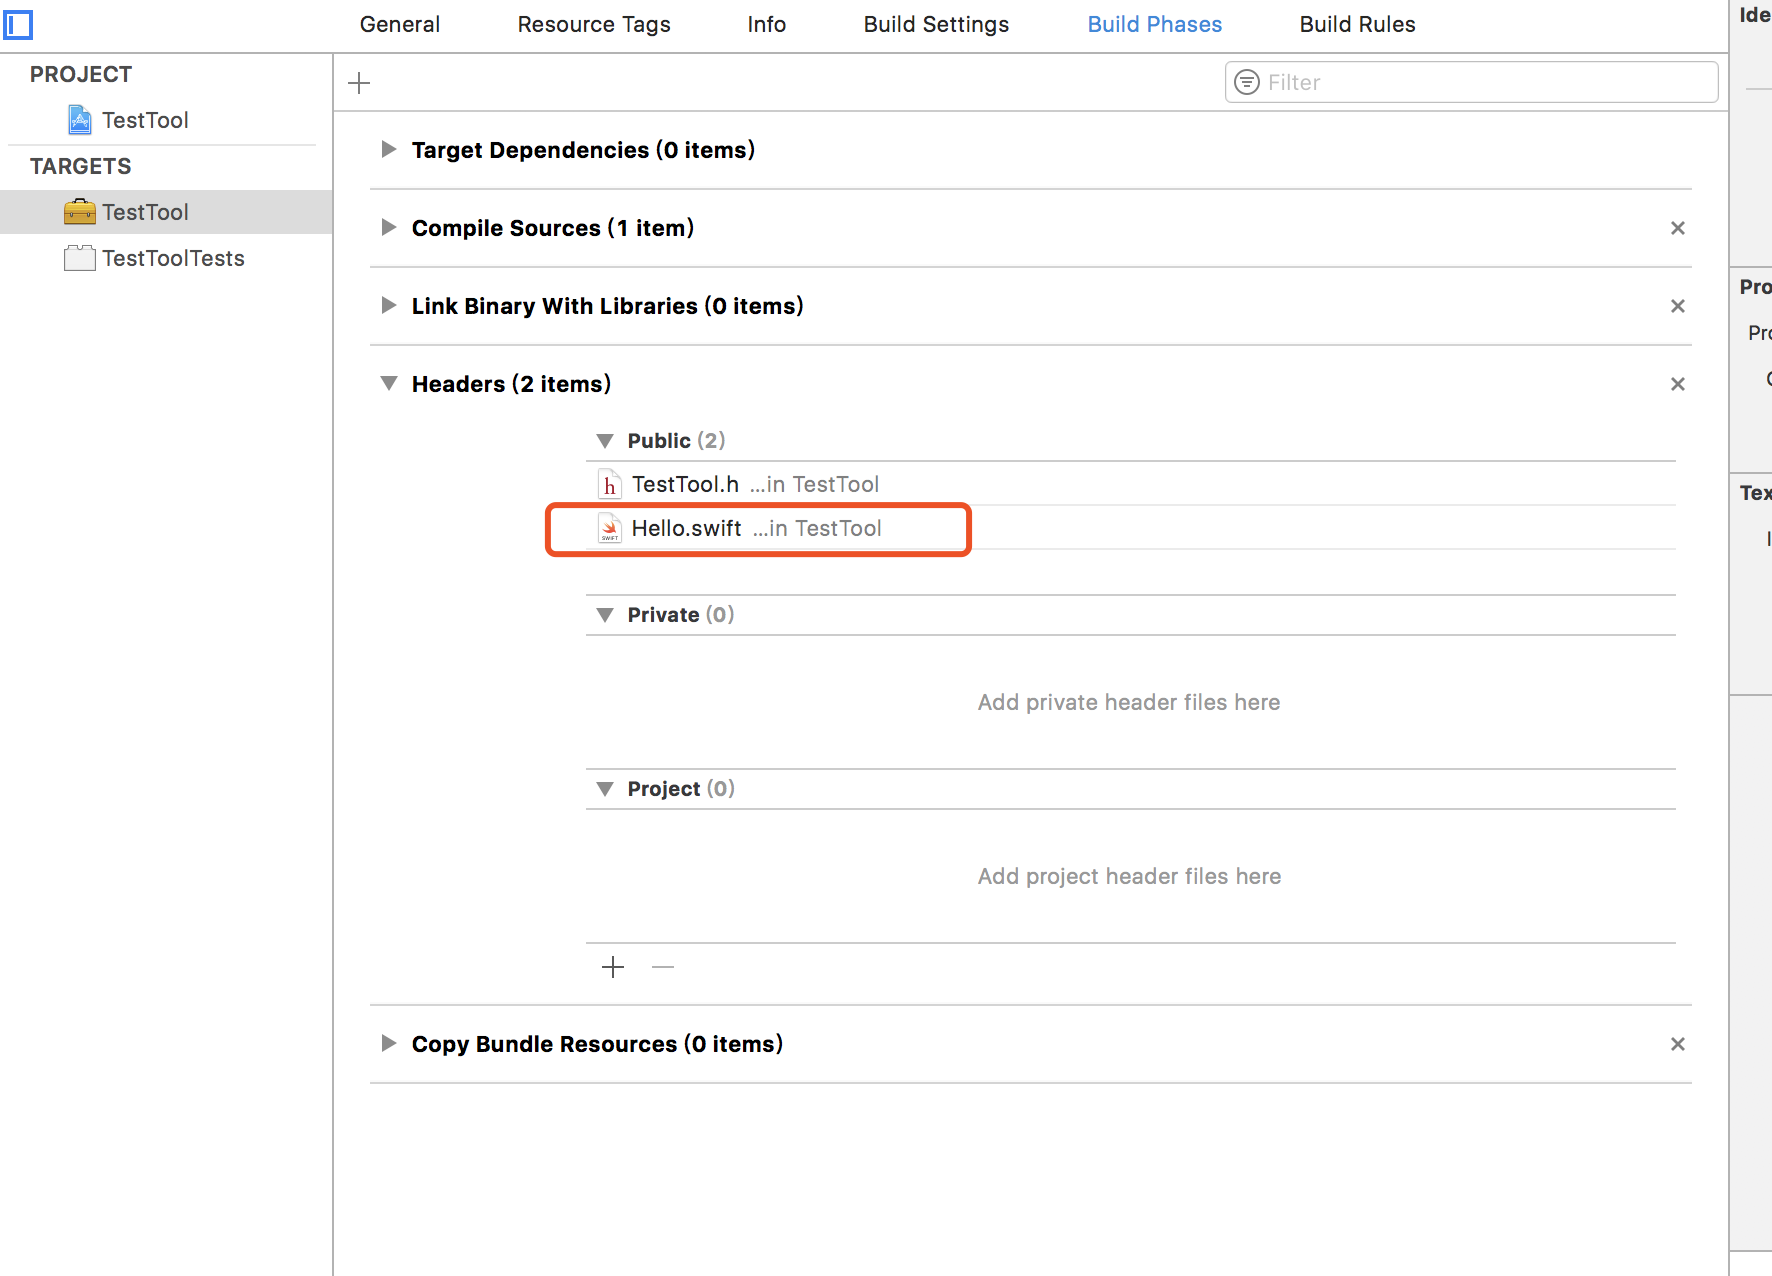 General Resource Tags Info Build Settings Build Phases Build Rules
PROJECT
TestTool
TARGETS
TestTool
TestToolTests
Filter
Target Dependencies (0 items)
Compile Sources (1 item)
Link Binary With Libraries (0 items)
Headers (2 items)
Public (2)
TestTool.h ...in TestTool
Hello.swift ...in TestTool
Private (0)
Add private header files here
Project (0)
Add project header files here
Copy Bundle Resources (0 items)
Ide
Pro
Pro
Tex